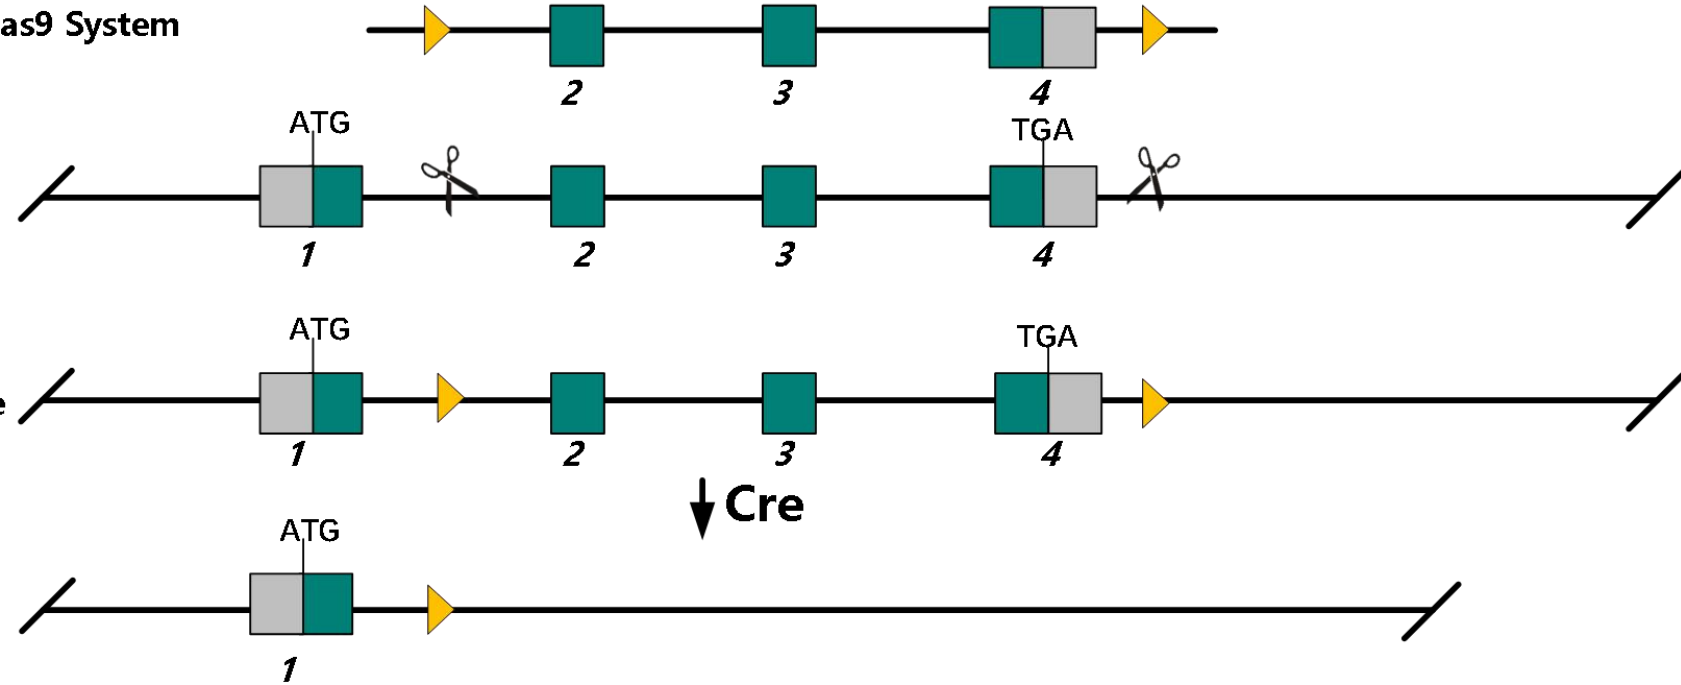 as9 System
2 3 4
ATG TGA
1 2 3 4
ATG TGA
e
1 2 3 4
Cre
ATG
1